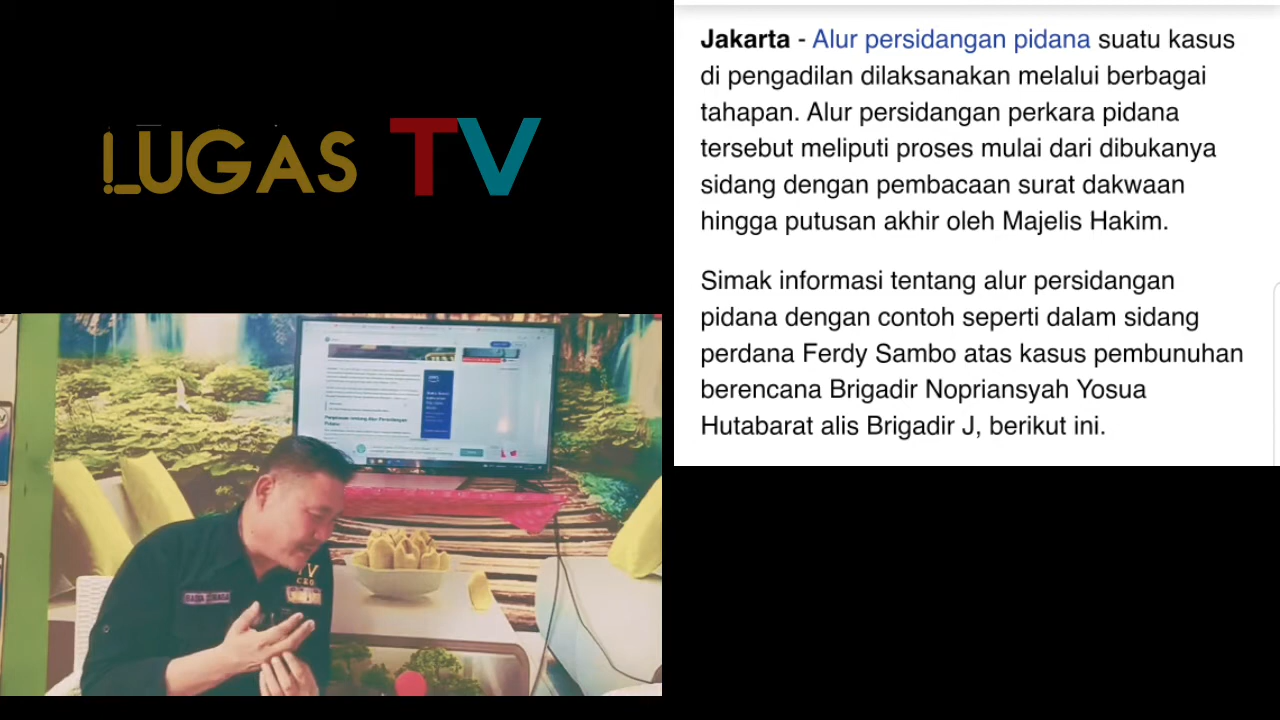 LUGAS TV
Jakarta - Alur persidangan pidana suatu kasus
di pengadilan dilaksanakan melalui berbagai
tahapan. Alur persidangan perkara pidana
tersebut meliputi proses mulai dari dibukanya
sidang dengan pembacaan surat dakwaan
hingga putusan akhir oleh Majelis Hakim.
Simak informasi tentang alur persidangan
pidana dengan contoh seperti dalam sidang
perdana Ferdy Sambo atas kasus pembunuhan
berencana Brigadir Nopriansyah Yosua
Hutabarat alis Brigadir J, berikut ini.